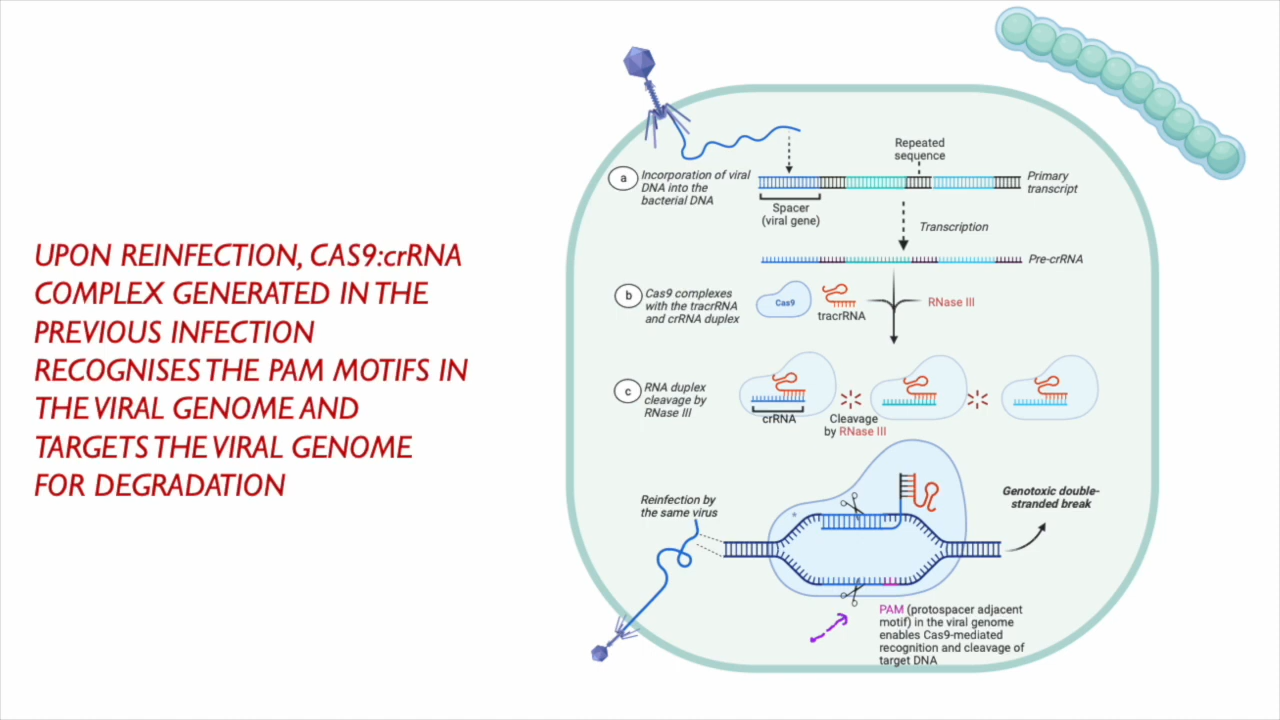 UPON REINFECTION, CAS9:crRNA
COMPLEX GENERATED IN THE
PREVIOUS INFECTION
RECOGNISES THE PAM MOTIFS IN
THE VIRAL GENOME AND
TARGETS THE VIRAL GENOME
FOR DEGRADATION
Repeated
sequence
a
Incorporation of viral
DNA into the
bacterial DNA
Primary
transcript
Spacer
(viral gene)
Transcription
Pre-crRNA
b
Cas9 complexes
with the tracrRNA
and crRNA duplex
Cas9
tracrRNA
RNase III
c
RNA duplex
cleavage by
RNase III
crRNA
Cleavage
by RNase III
Reinfection by
the same virus
*
Genotoxic double-
stranded break
PAM (protospacer adjacent
motif) in the viral genome
enables Cas9-mediated
recognition and cleavage of
target DNA